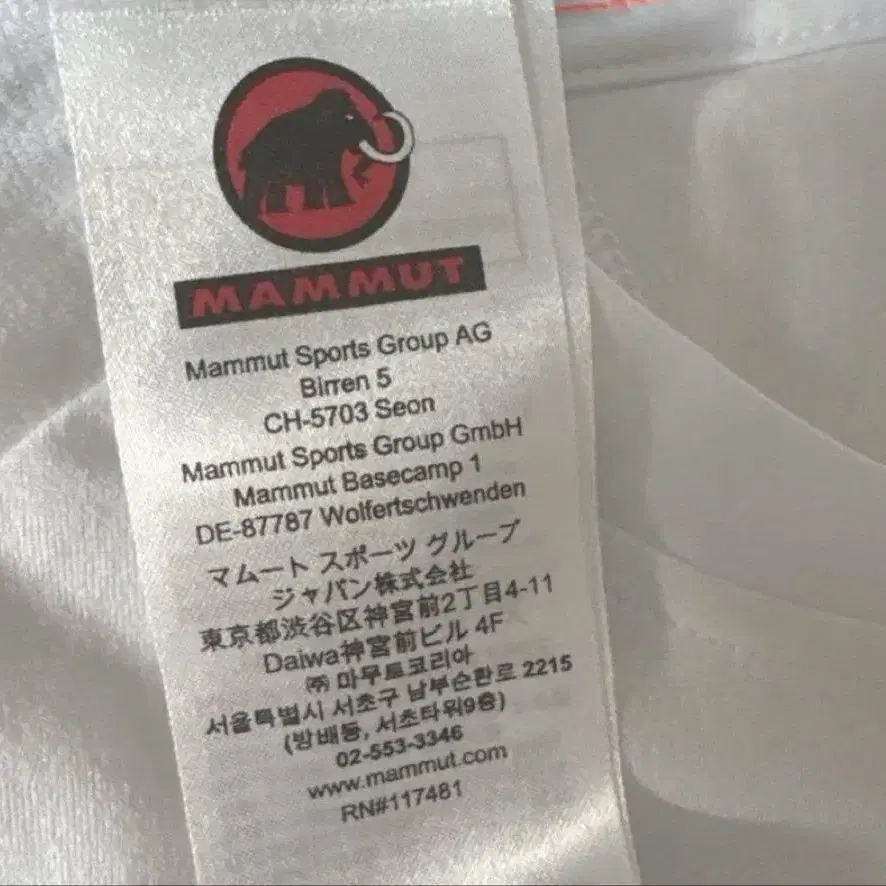 MAMMUT
Mammut Sports Group AG
Birren 5
CH-5703 Seon
Mammut Sports Group GmbH
Mammut Basecamp 1
DE-87787 Wolfertschwenden
マムート スポーツ グループ
ジャパン株式会社
東京都渋谷区神宮前2丁目4-11
Daiwa神宮前ビル 4F
㈜ 마무트코리아
서울특별시 서초구 남부순환로 2215
(방배동, 서초타워9층)
02-553-3346
www.mammut.com
RN#117481